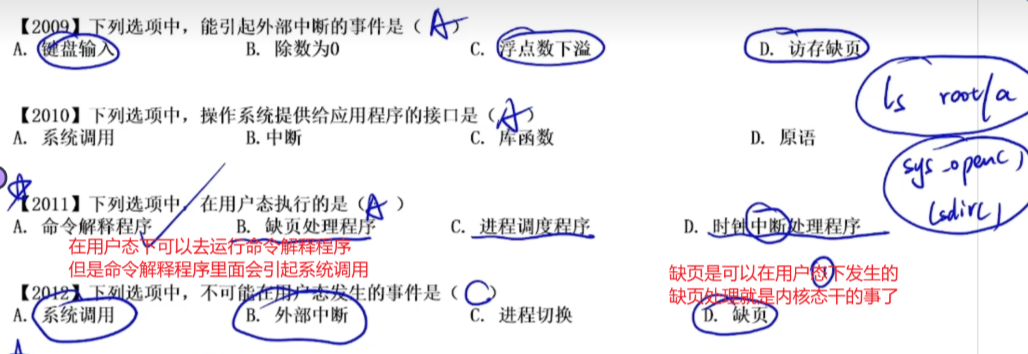 【2009】下列选项中，能引起外部中断的事件是（ A ）
A. 键盘输入 B. 除数为0 C. 浮点数下溢 D. 访存缺页
ls root/a
【2010】下列选项中，操作系统提供给应用程序的接口是（ A ）
A. 系统调用 B. 中断 C. 库函数 D. 原语
sys_open()
【2011】下列选项中，在用户态执行的是（ A ）
A. 命令解释程序 B. 缺页处理程序 C. 进程调度程序 D. 时钟中断处理程序
在用户态下可以去运行命令解释程序
但是命令解释程序里面会引起系统调用
缺页是可以在用户态下发生的
缺页处理就是内核态干的事了
【2012】下列选项中，不可能在用户态发生的事件是（ C ）
A. 系统调用 B. 外部中断 C. 进程切换 D. 缺页